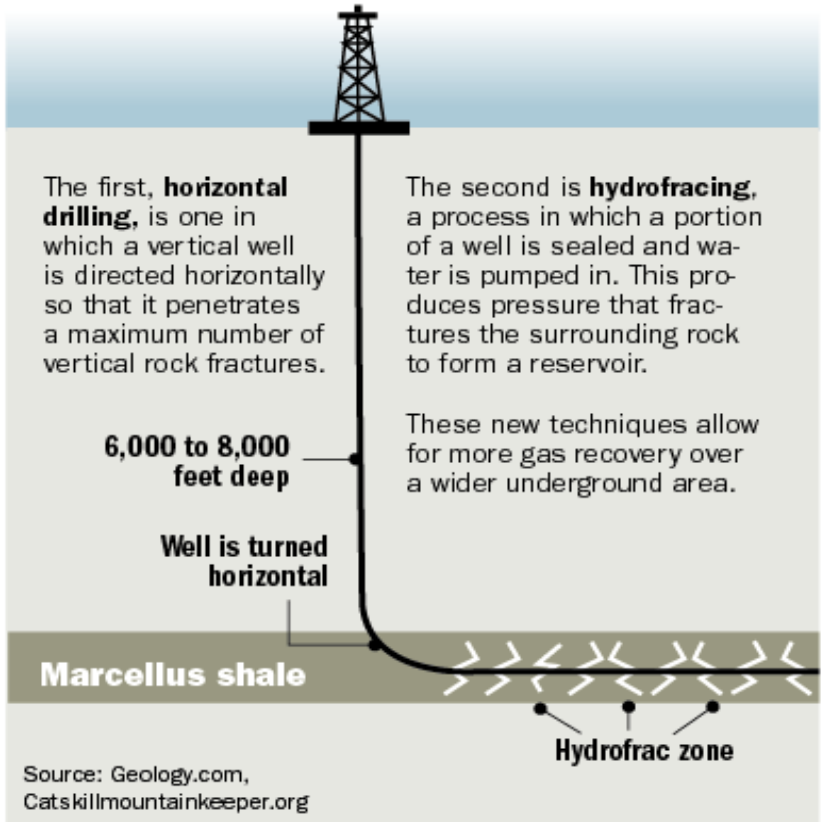 The first, horizontal
drilling, is one in
which a vertical well
is directed horizontally
so that it penetrates
a maximum number of
vertical rock fractures.
The second is hydrofracing,
a process in which a portion
of a well is sealed and wa-
ter is pumped in. This pro-
duces pressure that frac-
tures the surrounding rock
to form a reservoir.
These new techniques allow
for more gas recovery over
a wider underground area.
6,000 to 8,000
feet deep
Well is turned
horizontal
Marcellus shale
Hydrofrac zone
Source: Geology.com,
Catskillmountainkeeper.org